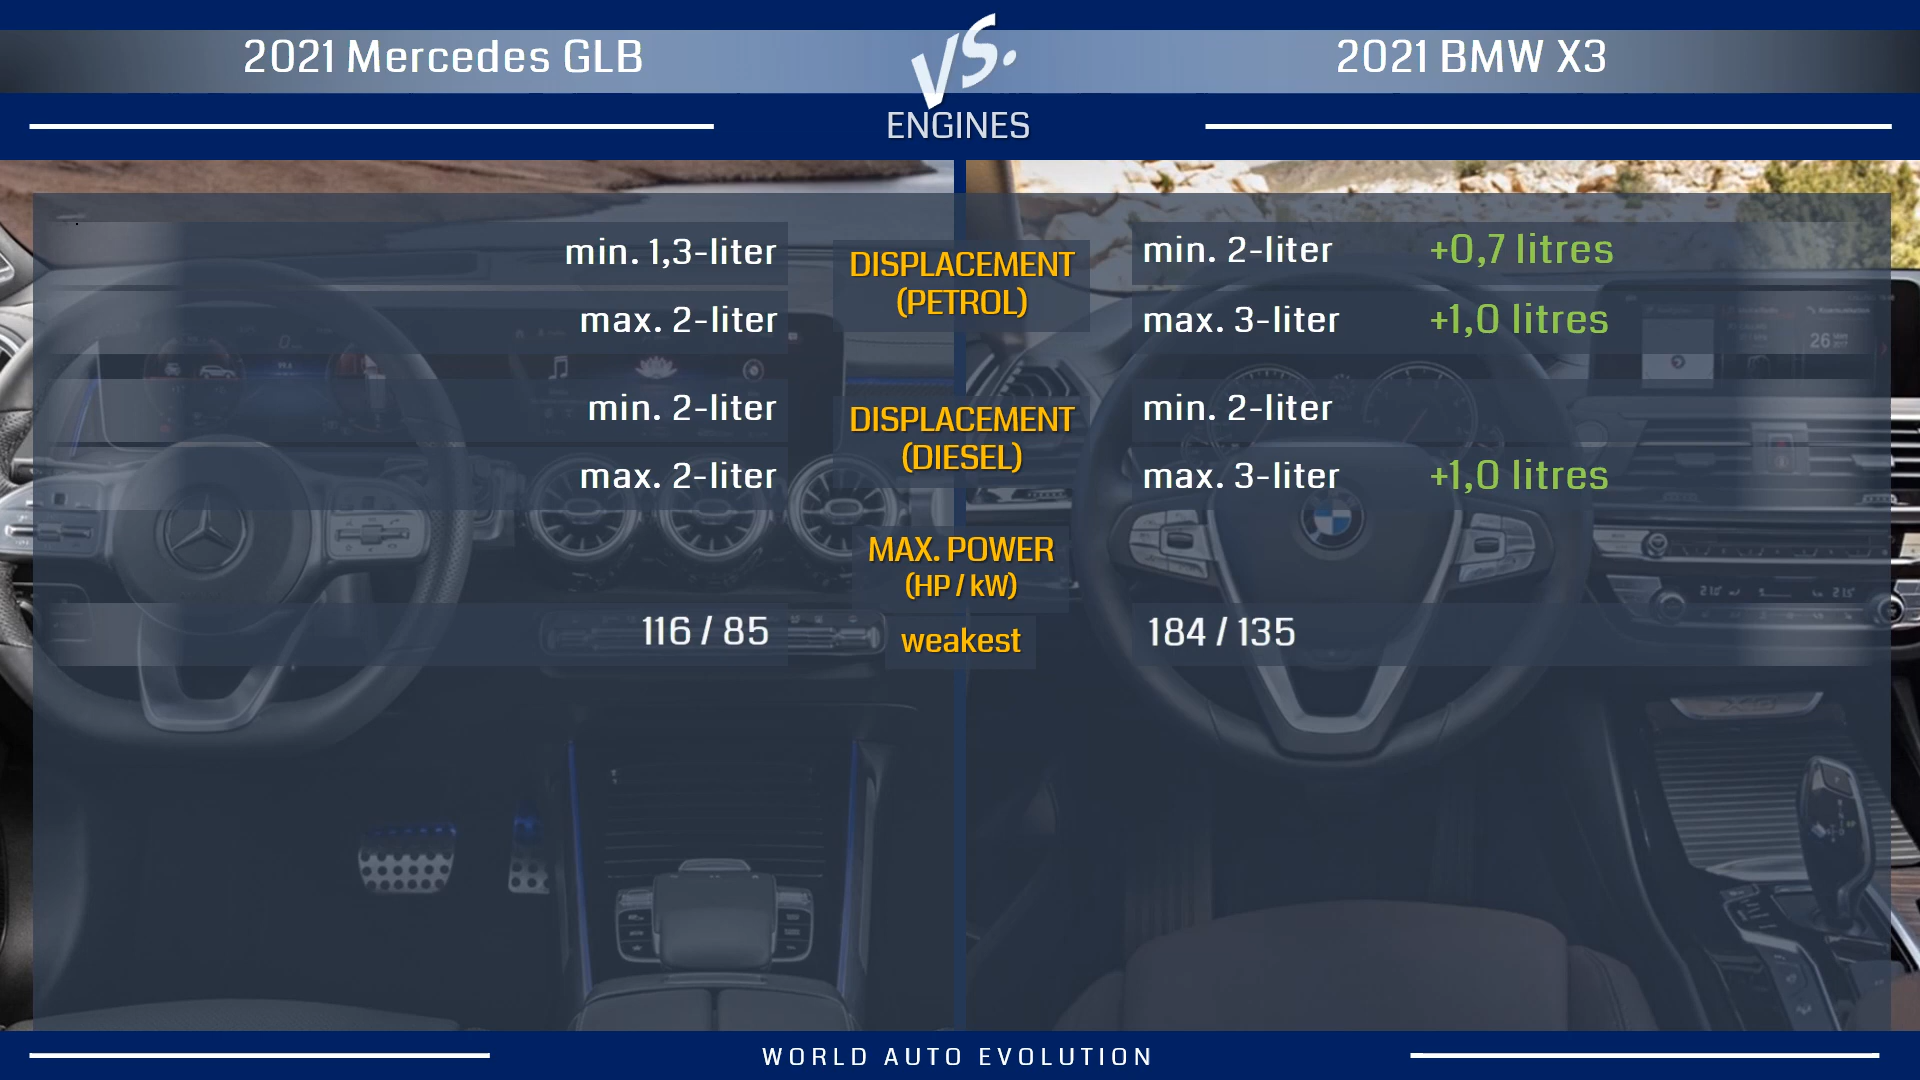 2021 Mercedes GLB
VS.
2021 BMW X3
ENGINES
min. 1,3-liter
DISPLACEMENT
(PETROL)
min. 2-liter
+0,7 litres
max. 2-liter
max. 3-liter
+1,0 litres
min. 2-liter
DISPLACEMENT
(DIESEL)
min. 2-liter
max. 2-liter
max. 3-liter
+1,0 litres
MAX. POWER
(HP / kW)
116 / 85
weakest
184 / 135
26
WORLD AUTO EVOLUTION